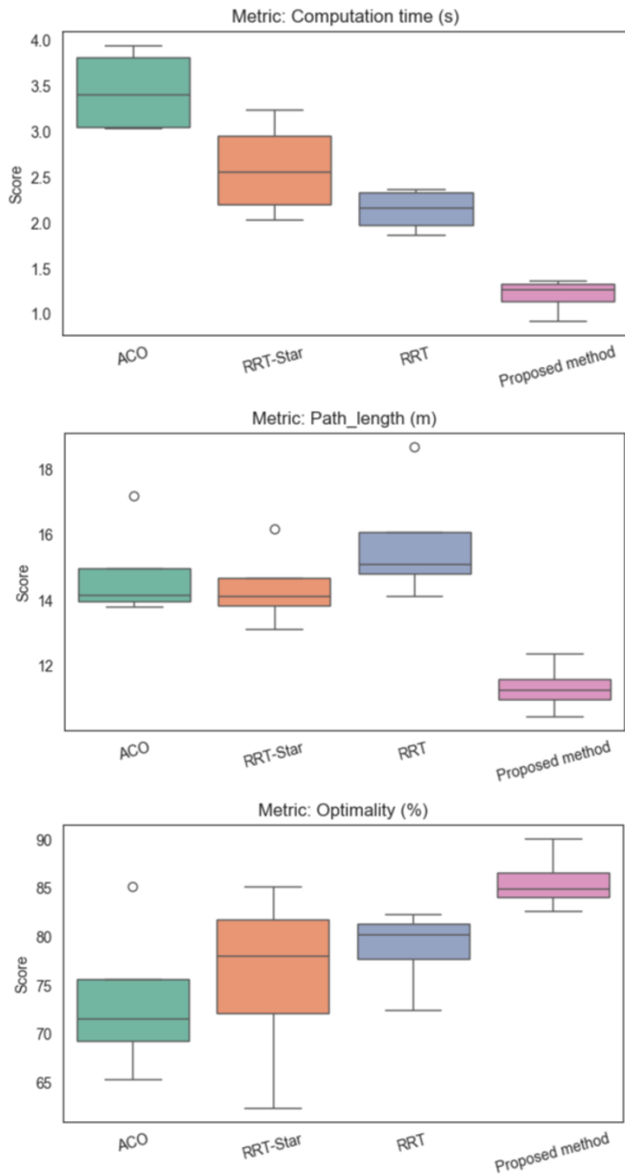 Metric: Computation time (s)
4.0
3.5
3.0
2.5
2.0
1.5
1.0
Score
ACO
RRT-Star
RRT
Proposed method
Metric: Path_length (m)
18
16
14
12
Score
ACO
RRT-Star
RRT
Proposed method
Metric: Optimality (%)
90
85
80
75
70
65
Score
ACO
RRT-Star
RRT
Proposed method